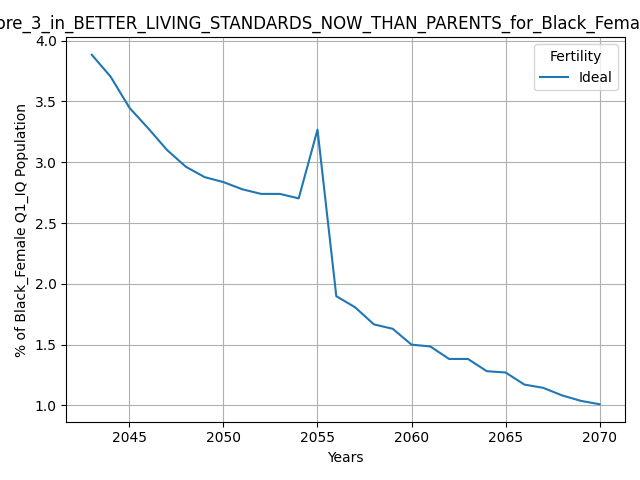 ore_3_in_BETTER_LIVING_STANDARDS_NOW_THAN_PARENTS_for_Black_Fema
4.0
3.5
3.0
2.5
2.0
1.5
1.0
% of Black_Female Q1_IQ Population
Fertility
Ideal
2045 2050 2055 2060 2065 2070
Years